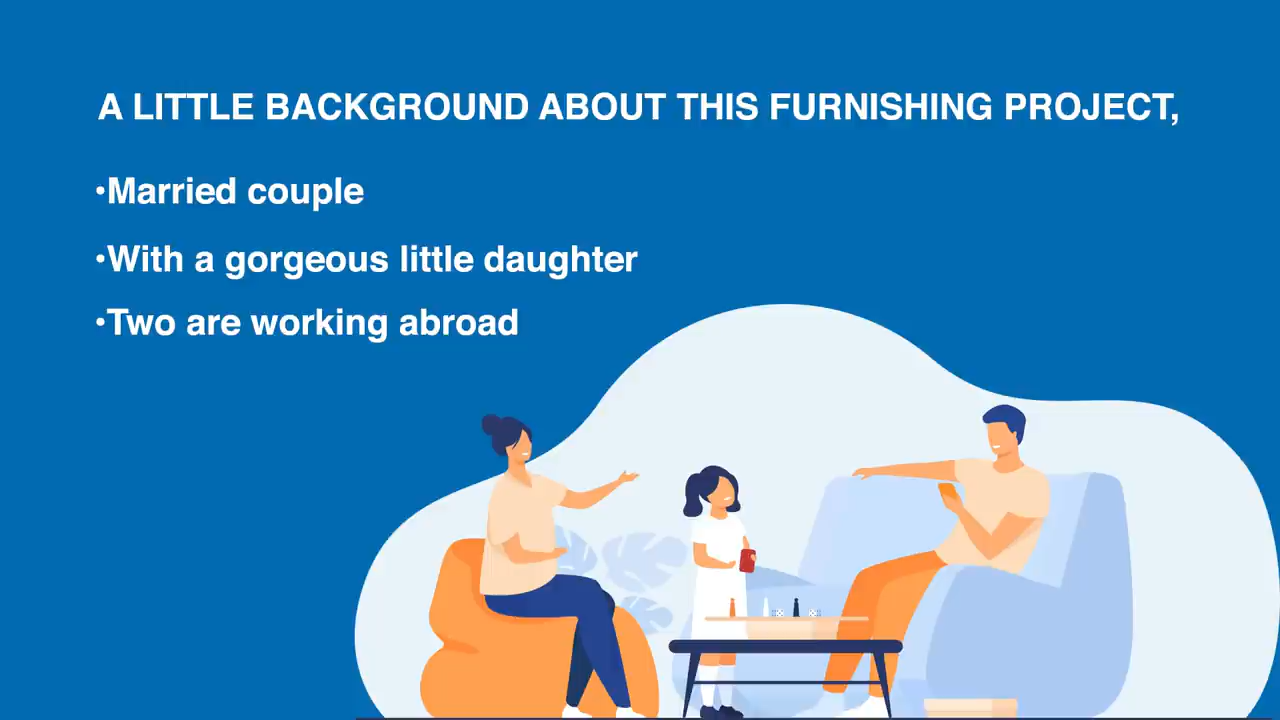 A LITTLE BACKGROUND ABOUT THIS FURNISHING PROJECT,
•Married couple
•With a gorgeous little daughter
•Two are working abroad